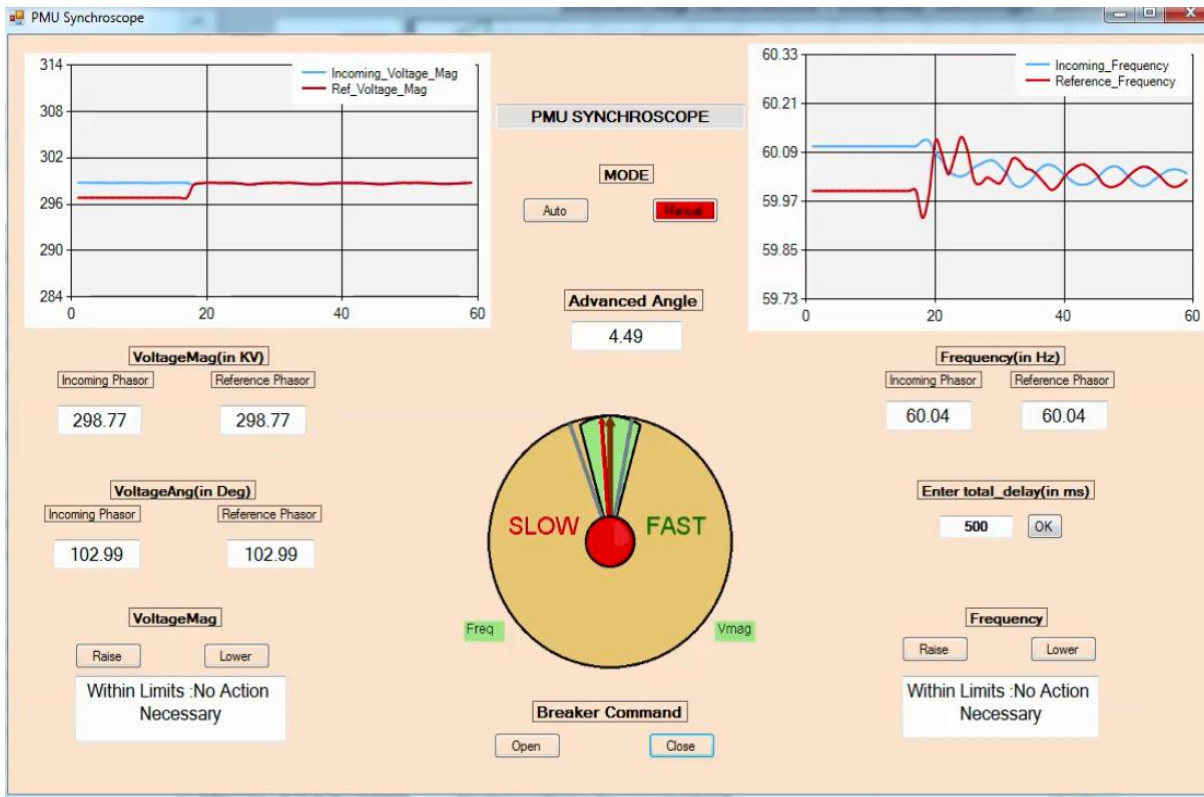 PMU Synchroscope
Incoming_Voltage_Mag
Ref_Voltage_Mag
314
308
302
296
290
284
0
20
40
60
PMU SYNCHROSCOPE
MODE
Auto
Manual
Advanced Angle
4.49
Incoming_Frequency
Reference_Frequency
60.33
60.21
60.09
59.97
59.85
59.73
0
20
40
60
VoltageMag(in KV)
Incoming Phasor
Reference Phasor
298.77
298.77
VoltageAng(in Deg)
Incoming Phasor
Reference Phasor
102.99
102.99
VoltageMag
Raise
Lower
Within Limits :No Action
Necessary
SLOW
FAST
Freq
Vmag
Breaker Command
Open
Close
Frequency(in Hz)
Incoming Phasor
Reference Phasor
60.04
60.04
Enter total_delay(in ms)
500
OK
Frequency
Raise
Lower
Within Limits :No Action
Necessary